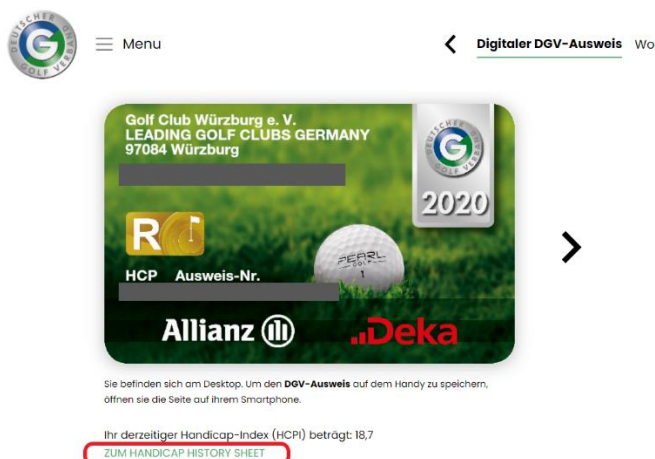 DEUTSCHER GOLF VERBAND
Menu
Digitaler DGV-Ausweis Wo
Golf Club Würzburg e. V.
LEADING GOLF CLUBS GERMANY
97084 Würzburg
G
2020
R
PEARL
GOLF
1
HCP Ausweis-Nr.
Allianz
Deka
Sie befinden sich am Desktop. Um den DGV-Ausweis auf dem Handy zu speichern,
öffnen sie die Seite auf ihrem Smartphone.
Ihr derzeitiger Handicap-Index (HCPI) beträgt: 18,7
ZUM HANDICAP HISTORY SHEET